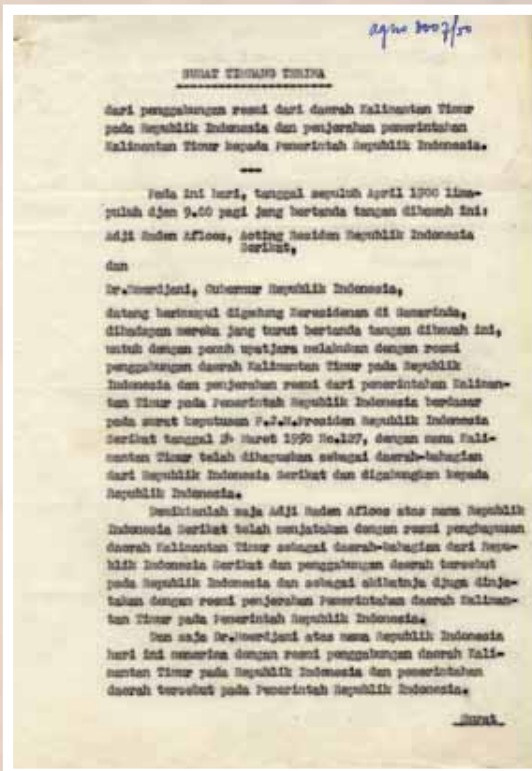 agno 8007/50
SURAT TIMBANG TERIMA
dari penggabungan resmi dari daerah Kalimantan Timur
pada Republik Indonesia dan penjerahan pemerintahan
Kalimantan Timur kepada Pemerintah Republik Indonesia.
Pada ini hari, tanggal sepuluh April 1900 lima-
puluh djam 9.00 pagi jang bertanda tangan dibawah ini:
Adji Raden Afloes, Acting Residen Republik Indonesia
Serikat,
dan
Dr.Moerdjani, Gubernur Republik Indonesia,
datang berkumpul digedung Keresidenan di Samarinda,
dihadapan mereka jang turut bertanda tangan dibawah ini,
untuk dengan penuh upatjara melakukan dengan resmi
penggabungan daerah Kalimantan Timur pada Republik
Indonesia dan penjerahan resmi dari pemerintahan Kaliman-
tan Timur pada Pemerintah Republik Indonesia berdasar
pada surat keputusan P.J.M.Presiden Republik Indonesia
Serikat tanggal 24 Maret 1950 No.127, dengan mana Kali-
mantan Timur telah dihapuskan sebagai daerah-bahagian
dari Republik Indonesia Serikat dan digabungkan kepada
Republik Indonesia.
Demikianlah saja Adji Raden Afloes atas nama Republik
Indonesia Serikat telah menjatakan dengan resmi penghapusan
daerah Kalimantan Timur sebagai daerah-bahagian dari Repu-
blik Indonesia Serikat dan penggabungan daerah tersebut
pada Republik Indonesia dan sebagai akibatnja djuga dinja-
takan dengan resmi penjerahan Pemerintahan daerah Kaliman-
tan Timur pada Pemerintah Republik Indonesia.
Dan saja Dr.Moerdjani atas nama Republik Indonesia
hari ini menerima dengan resmi penggabungan daerah Kali-
mantan Timur pada Republik Indonesia dan pemerintahan
daerah tersebut pada Pemerintah Republik Indonesia.
Surat